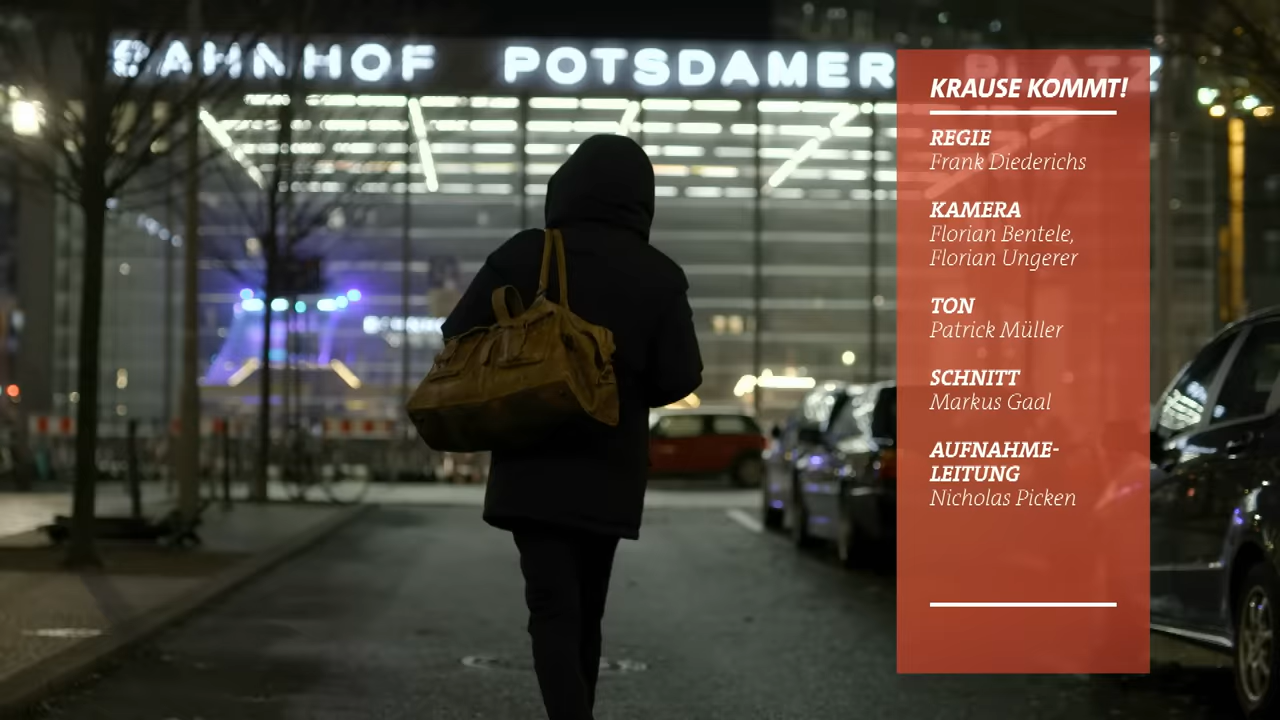 BAHNHOF POTSDAMER PLATZ
KRAUSE KOMMT!
REGIE
Frank Diederichs
KAMERA
Florian Bentele,
Florian Ungerer
TON
Patrick Müller
SCHNITT
Markus Gaal
AUFNAHME-
LEITUNG
Nicholas Picken